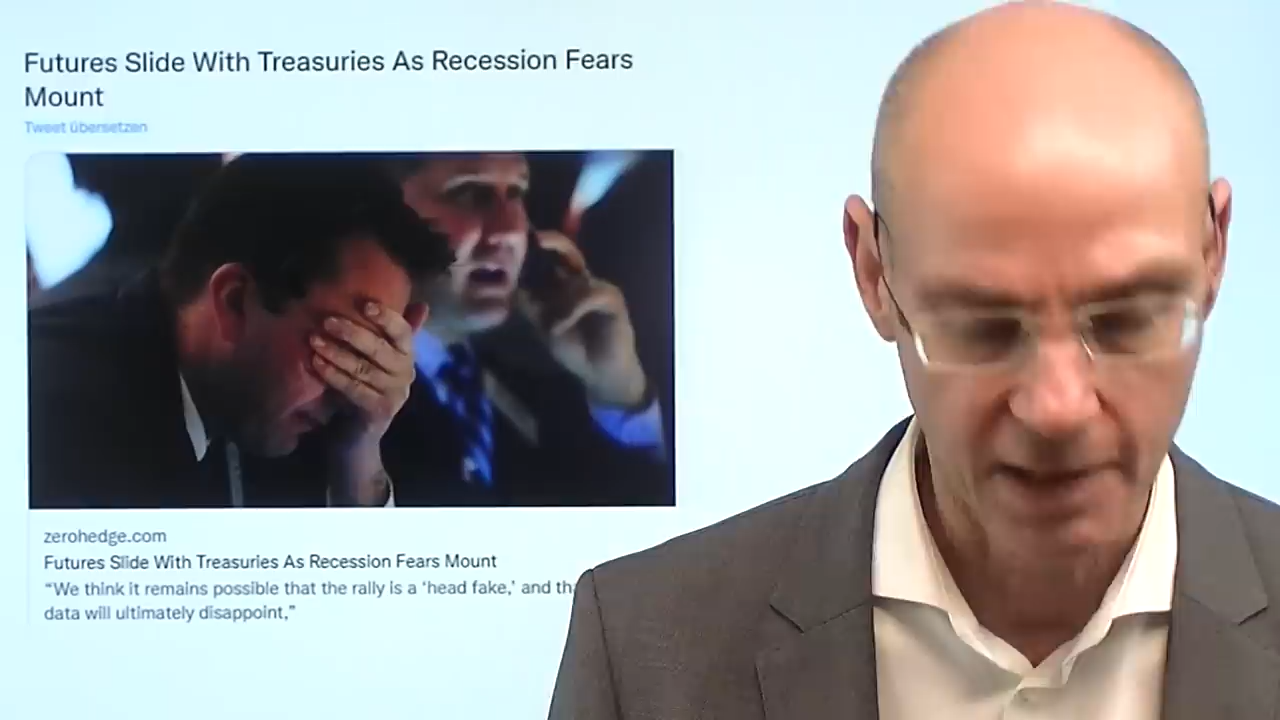 Futures Slide With Treasuries As Recession Fears
Mount
Tweet übersetzen
zerohedge.com
Futures Slide With Treasuries As Recession Fears Mount
“We think it remains possible that the rally is a ‘head fake,’ and
data will ultimately disappoint,”